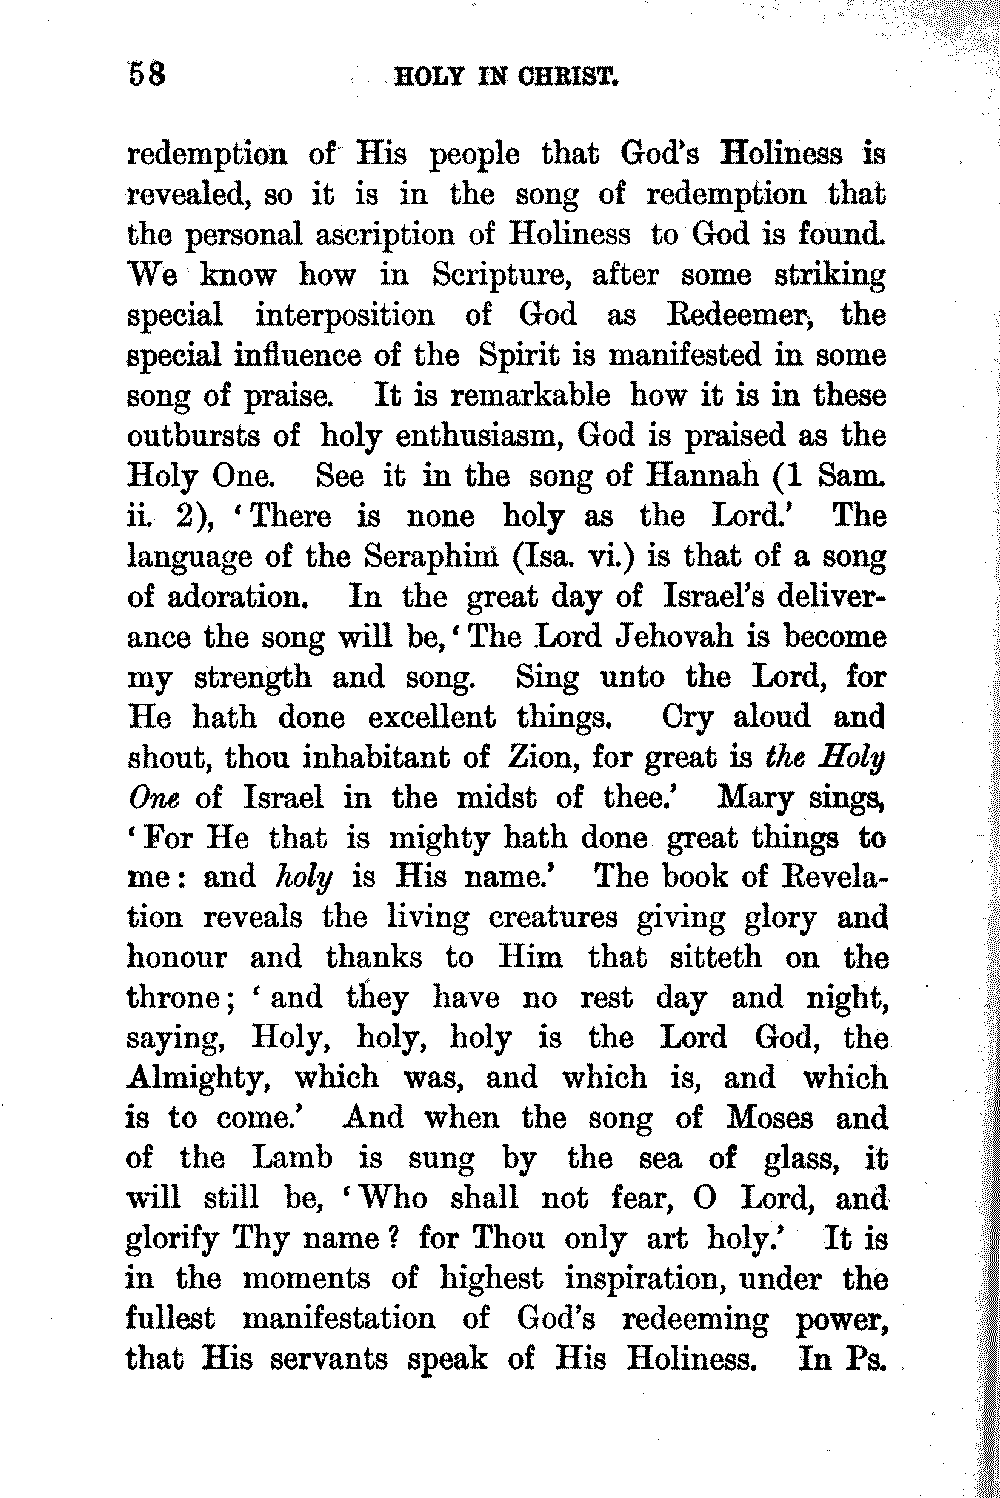 58 HOLY IN CHRIST.
redemption of His people that God's Holiness is
revealed, so it is in the song of redemption that
the personal ascription of Holiness to God is found.
We know how in Scripture, after some striking
special interposition of God as Redeemer, the
special influence of the Spirit is manifested in some
song of praise. It is remarkable how it is in these
outbursts of holy enthusiasm, God is praised as the
Holy One. See it in the song of Hannah (1 Sam.
ii. 2), ‘There is none holy as the Lord.’ The
language of the Seraphim (Isa. vi.) is that of a song
of adoration. In the great day of Israel's deliver-
ance the song will be, ‘The Lord Jehovah is become
my strength and song. Sing unto the Lord, for
He hath done excellent things. Cry aloud and
shout, thou inhabitant of Zion, for great is the Holy
One of Israel in the midst of thee.’ Mary sings,
‘For He that is mighty hath done great things to
me: and holy is His name.’ The book of Revela-
tion reveals the living creatures giving glory and
honour and thanks to Him that sitteth on the
throne; ‘and they have no rest day and night,
saying, Holy, holy, holy is the Lord God, the
Almighty, which was, and which is, and which
is to come.’ And when the song of Moses and
of the Lamb is sung by the sea of glass, it
will still be, ‘Who shall not fear, O Lord, and
glorify Thy name? for Thou only art holy.’ It is
in the moments of highest inspiration, under the
fullest manifestation of God's redeeming power,
that His servants speak of His Holiness. In Ps.